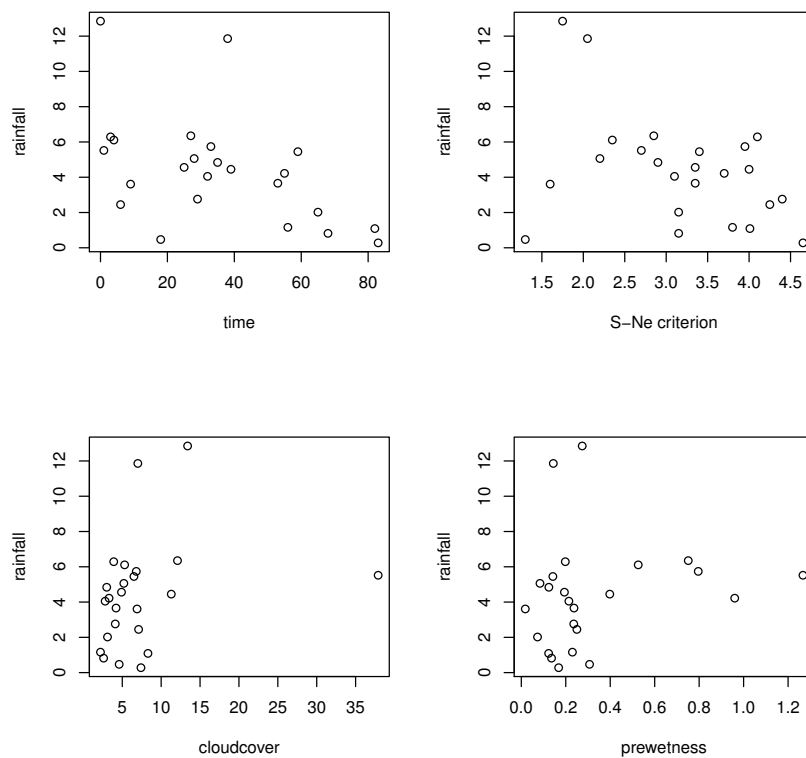 0 20 40 60 80
0 2 4 6 8 10 12
time
rainfall
1.5 2.0 2.5 3.0 3.5 4.0 4.5
0 2 4 6 8 10 12
S−Ne criterion
rainfall
5 10 15 20 25 30 35
0 2 4 6 8 10 12
cloudcover
rainfall
0.0 0.2 0.4 0.6 0.8 1.0 1.2
0 2 4 6 8 10 12
prewetness
rainfall